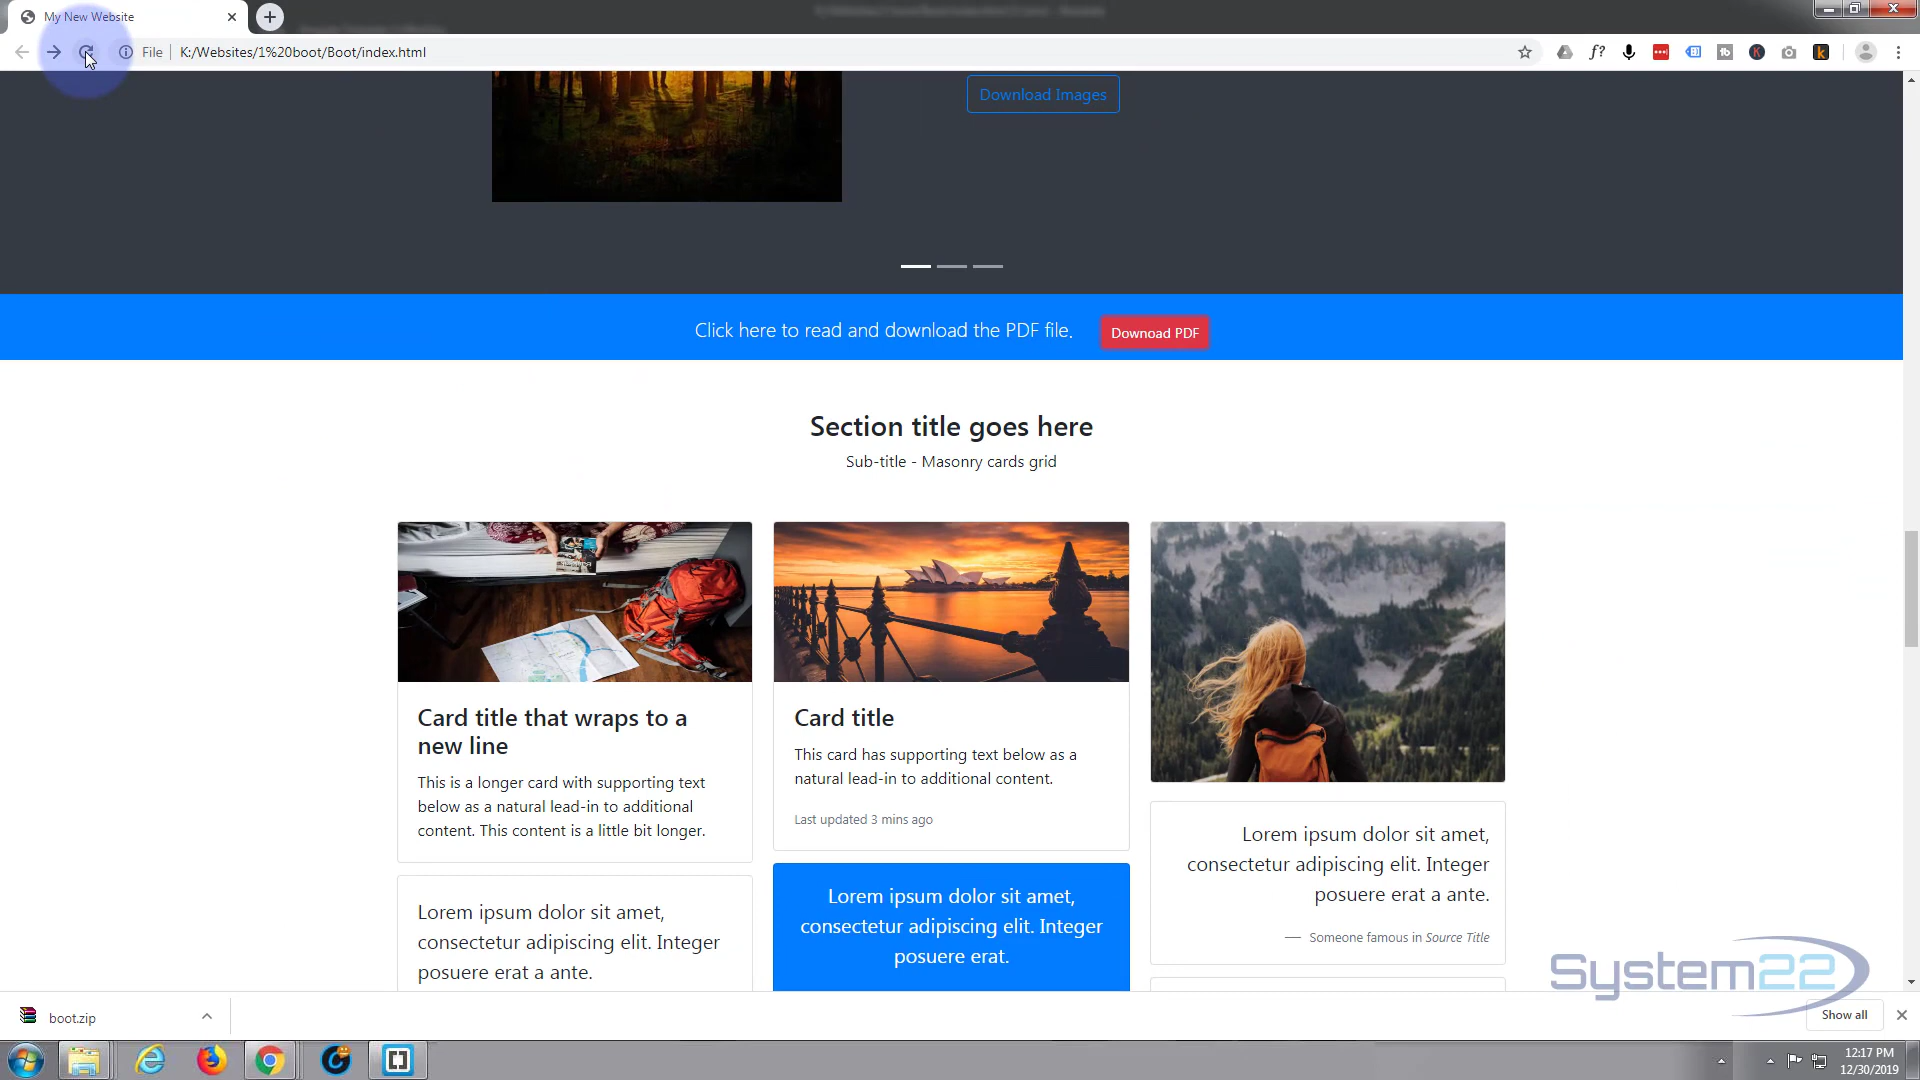 My New Website
File
K:/Websites/1%20boot/Boot/index.html
f?
Download Images
Click here to read and download the PDF file.
Downoad PDF
Section title goes here
Sub-title - Masonry cards grid
Card title that wraps to a
new line
This is a longer card with supporting text
below as a natural lead-in to additional
content. This content is a little bit longer.
Lorem ipsum dolor sit amet,
consectetur adipiscing elit. Integer
posuere erat a ante.
Card title
This card has supporting text below as a
natural lead-in to additional content.
Last updated 3 mins ago
Lorem ipsum dolor sit amet,
consectetur adipiscing elit. Integer
posuere erat.
Lorem ipsum dolor sit amet,
consectetur adipiscing elit. Integer
posuere erat a ante.
— Someone famous in Source Title
System22
boot.zip
Show all
12:17 PM
12/30/2019